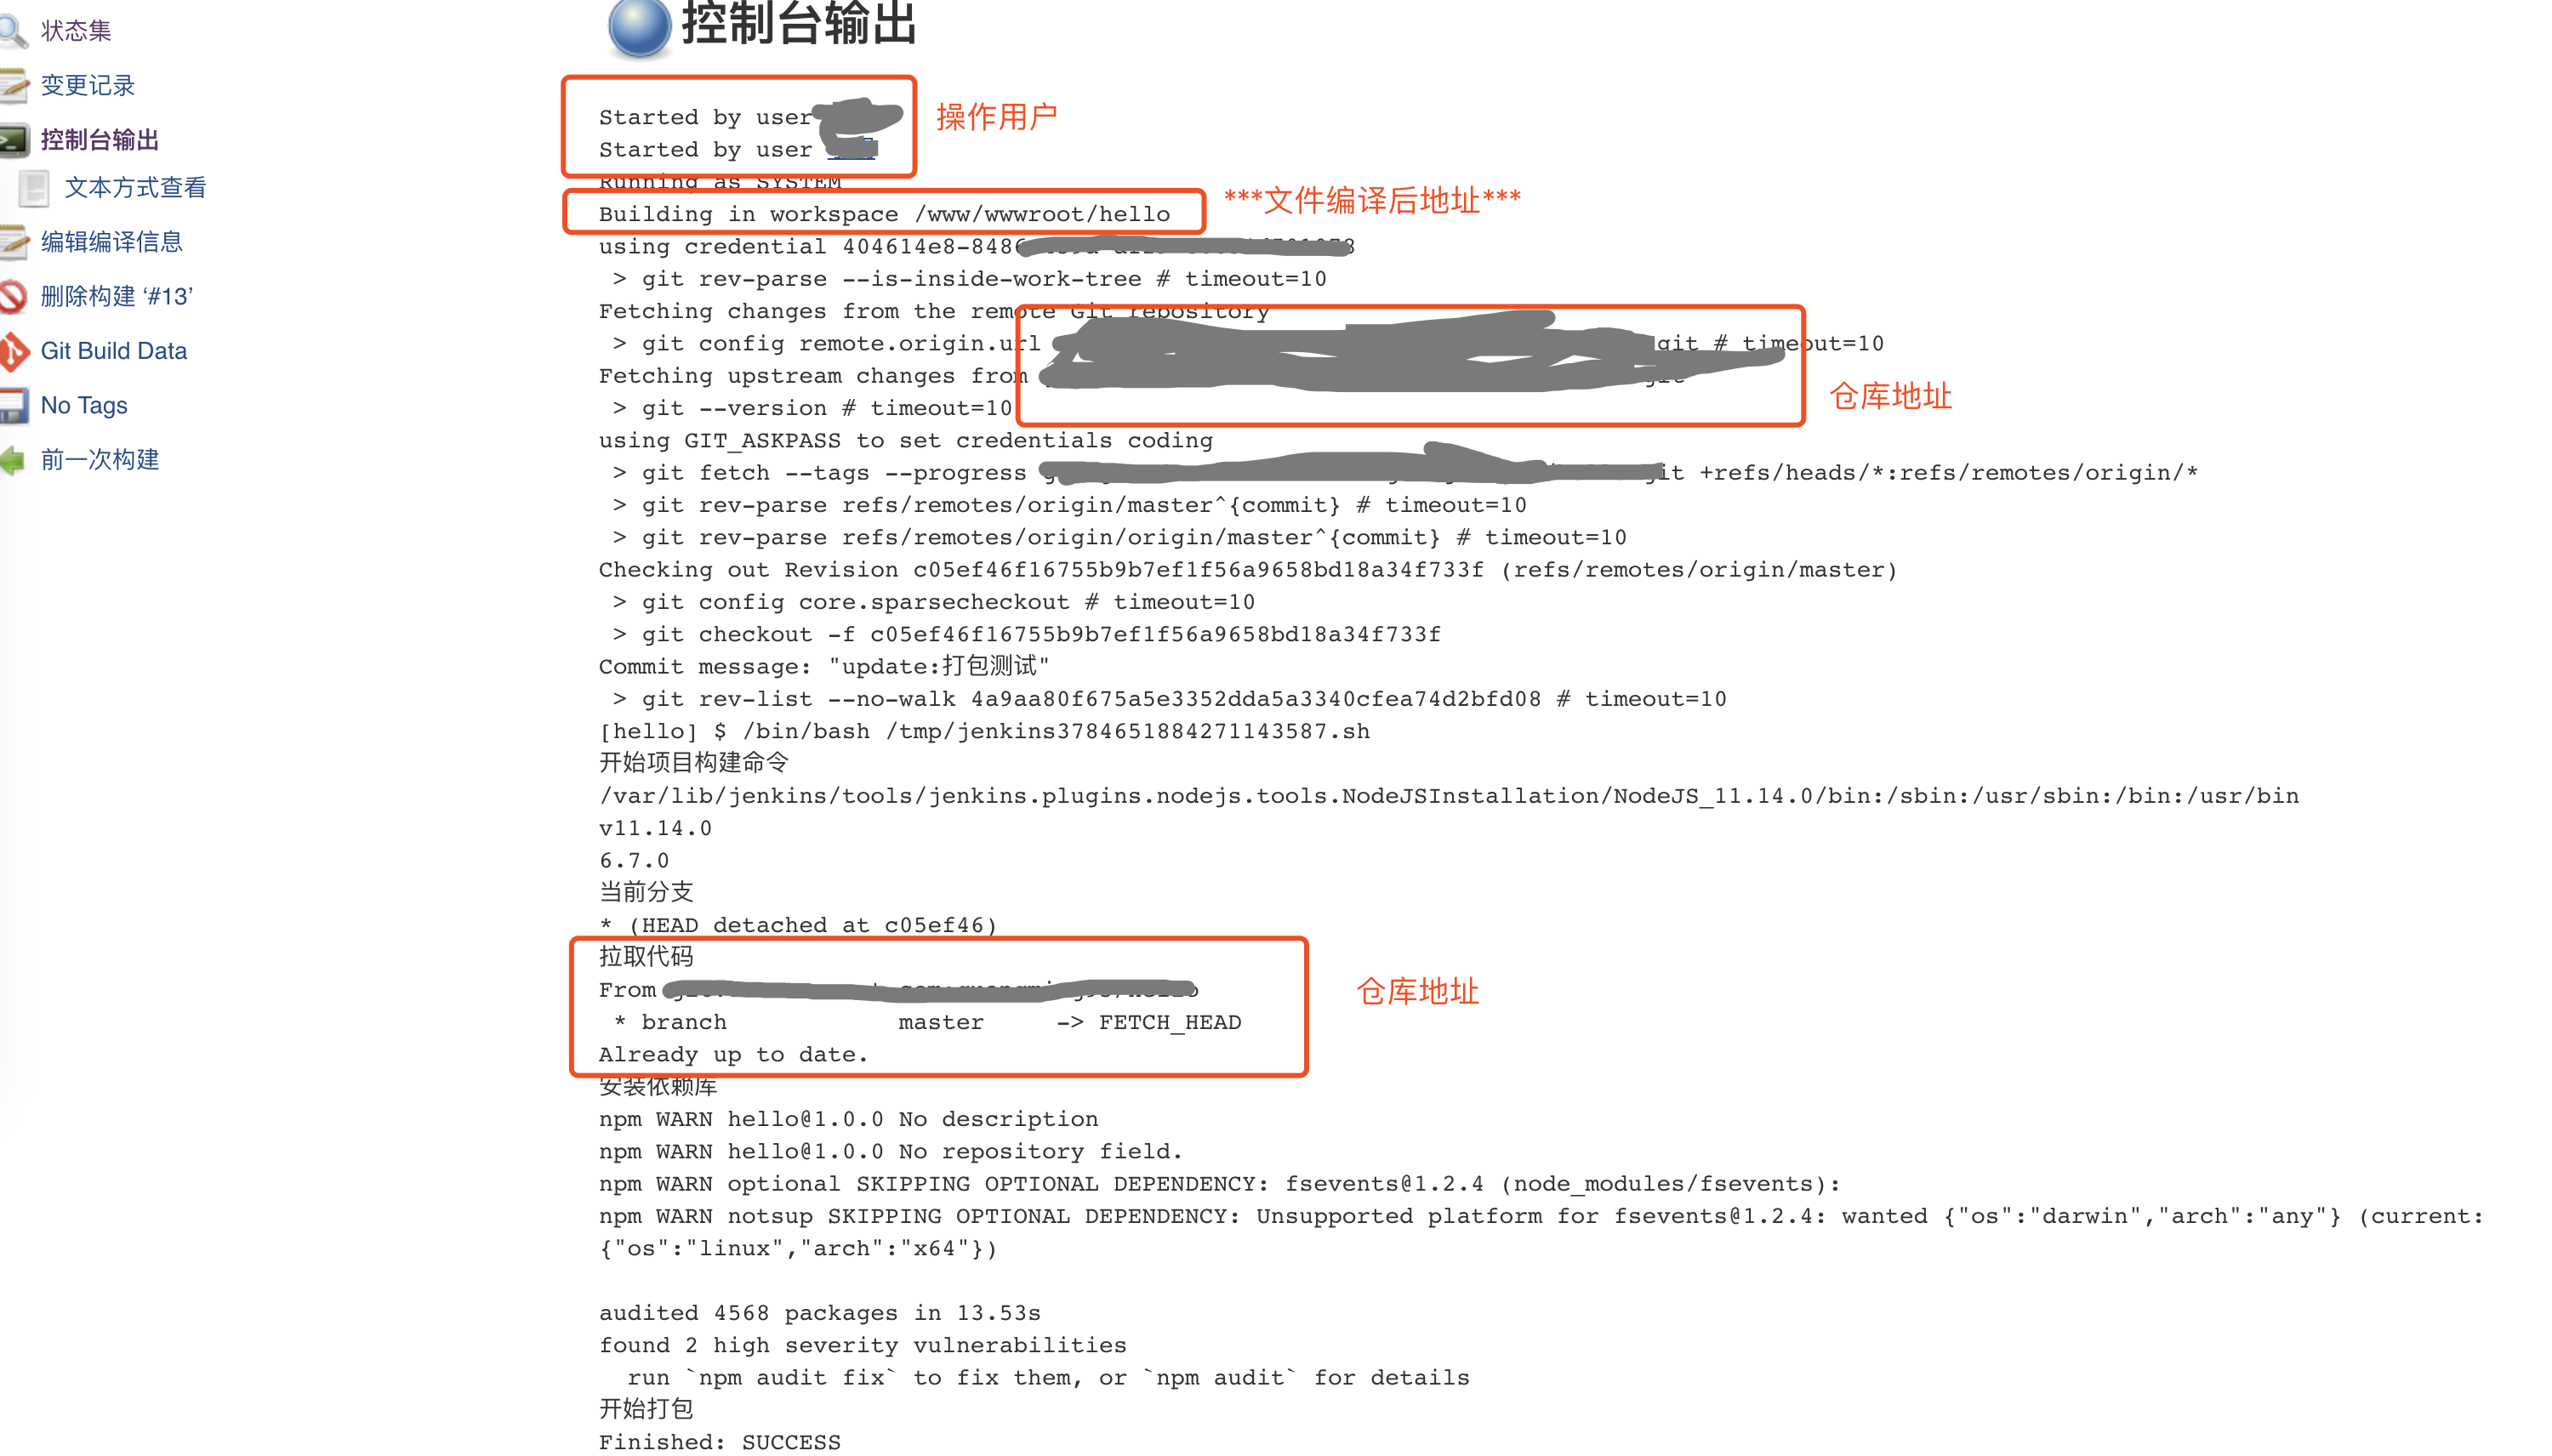 状态集
变更记录
控制台输出
文本方式查看
编辑编译信息
删除构建 ‘#13’
Git Build Data
No Tags
前一次构建
控制台输出
Started by user
操作用户
Started by user
Running as SYSTEM
***文件编译后地址***
Building in workspace /www/wwwroot/hello
using credential 404614e8-848
> git rev-parse --is-inside-work-tree # timeout=10
Fetching changes from the remote Git repository
> git config remote.origin.url git # timeout=10
Fetching upstream changes from
仓库地址
> git --version # timeout=10
using GIT_ASKPASS to set credentials coding
> git fetch --tags --progress it +refs/heads/*:refs/remotes/origin/*
> git rev-parse refs/remotes/origin/master^{commit} # timeout=10
> git rev-parse refs/remotes/origin/origin/master^{commit} # timeout=10
Checking out Revision c05ef46f16755b9b7ef1f56a9658bd18a34f733f (refs/remotes/origin/master)
> git config core.sparsecheckout # timeout=10
> git checkout -f c05ef46f16755b9b7ef1f56a9658bd18a34f733f
Commit message: "update:打包测试"
> git rev-list --no-walk 4a9aa80f675a5e3352dda5a3340cfea74d2bfd08 # timeout=10
[hello] $ /bin/bash /tmp/jenkins3784651884271143587.sh
开始项目构建命令
/var/lib/jenkins/tools/jenkins.plugins.nodejs.tools.NodeJSInstallation/NodeJS_11.14.0/bin:/sbin:/usr/sbin:/bin:/usr/bin
v11.14.0
6.7.0
当前分支
* (HEAD detached at c05ef46)
拉取代码
From
仓库地址
* branch master -> FETCH_HEAD
Already up to date.
安装依赖库
npm WARN hello@1.0.0 No description
npm WARN hello@1.0.0 No repository field.
npm WARN optional SKIPPING OPTIONAL DEPENDENCY: fsevents@1.2.4 (node_modules/fsevents):
npm WARN notsup SKIPPING OPTIONAL DEPENDENCY: Unsupported platform for fsevents@1.2.4: wanted {"os":"darwin","arch":"any"} (current:
{"os":"linux","arch":"x64"})
audited 4568 packages in 13.53s
found 2 high severity vulnerabilities
run `npm audit fix` to fix them, or `npm audit` for details
开始打包
Finished: SUCCESS